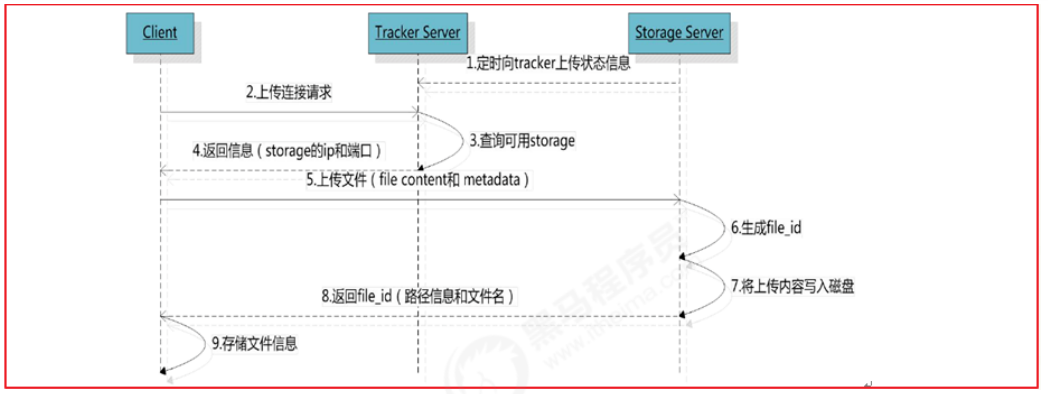 Client
Tracker Server
Storage Server
1.定时向tracker上传状态信息
2.上传连接请求
3.查询可用storage
4.返回信息（storage的ip和端口）
5.上传文件（file content和 metadata）
6.生成file_id
7.将上传内容写入磁盘
8.返回file_id（路径信息和文件名）
9.存储文件信息
黑马程序员